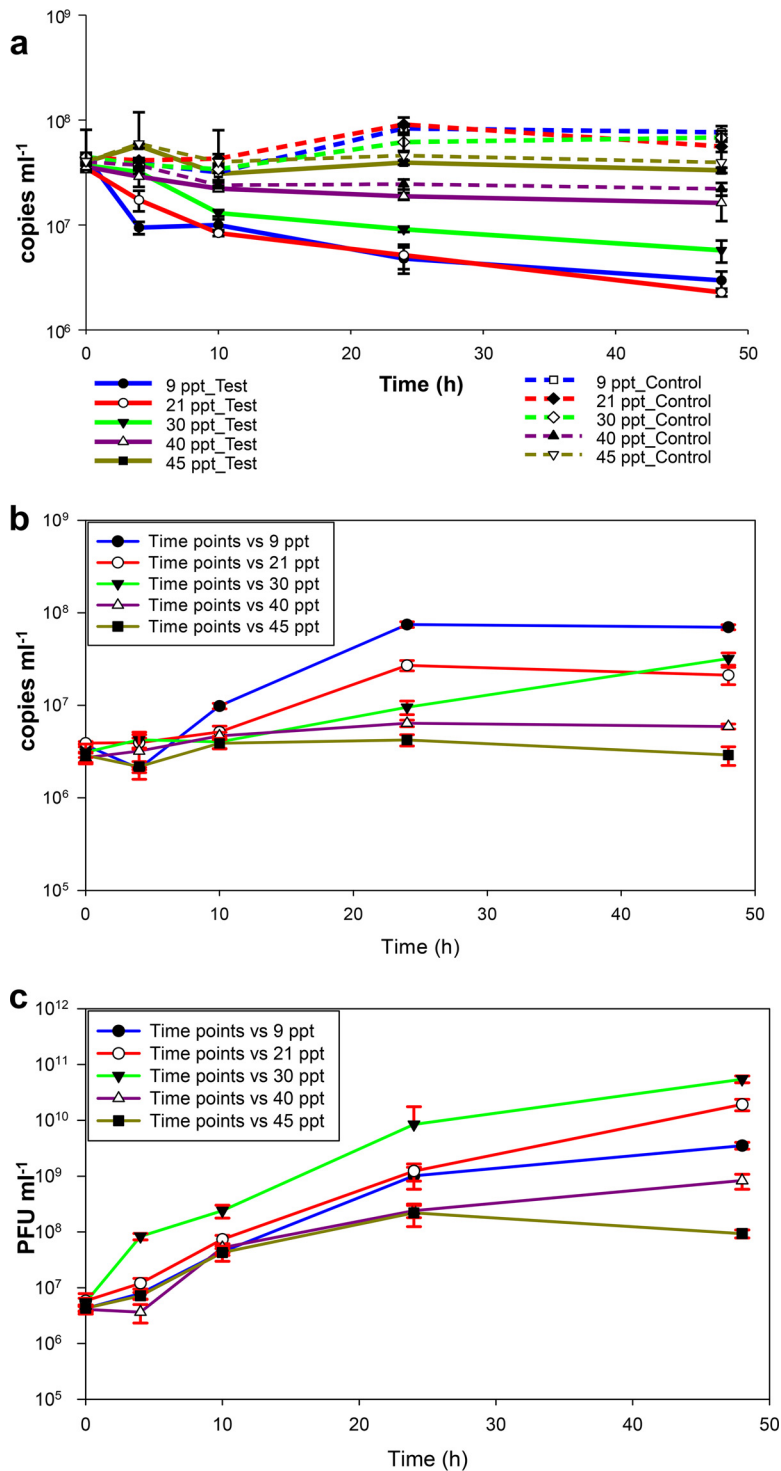 a
10⁹
10⁸
10⁷
10⁶
copies ml⁻¹
0 10 20 30 40 50
Time (h)
9 ppt_Test
21 ppt_Test
30 ppt_Test
40 ppt_Test
45 ppt_Test
9 ppt_Control
21 ppt_Control
30 ppt_Control
40 ppt_Control
45 ppt_Control
b
10⁹
10⁸
10⁷
10⁶
10⁵
copies ml⁻¹
Time points vs 9 ppt
Time points vs 21 ppt
Time points vs 30 ppt
Time points vs 40 ppt
Time points vs 45 ppt
0 10 20 30 40 50
Time (h)
c
10¹²
10¹¹
10¹⁰
10⁹
10⁸
10⁷
10⁶
10⁵
PFU ml⁻¹
Time points vs 9 ppt
Time points vs 21 ppt
Time points vs 30 ppt
Time points vs 40 ppt
Time points vs 45 ppt
0 10 20 30 40 50
Time (h)